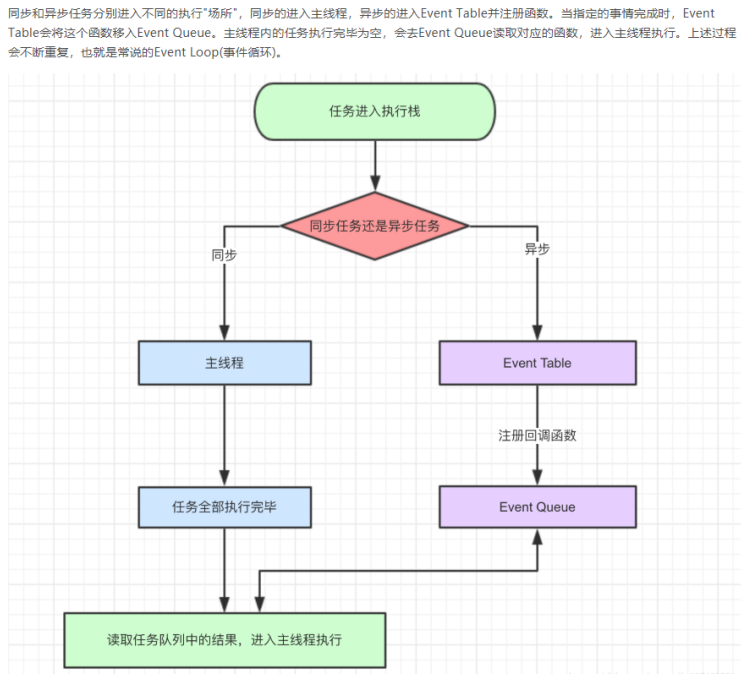 同步和异步任务分别进入不同的执行"场所"，同步的进入主线程，异步的进入Event Table并注册函数。当指定的事情完成时，Event
Table会将这个函数移入Event Queue。主线程内的任务执行完毕为空，会去Event Queue读取对应的函数，进入主线程执行。上述过程
会不断重复，也就是常说的Event Loop(事件循环)。
任务进入执行栈
同步任务还是异步任务
同步
异步
主线程
Event Table
注册回调函数
任务全部执行完毕
Event Queue
读取任务队列中的结果，进入主线程执行